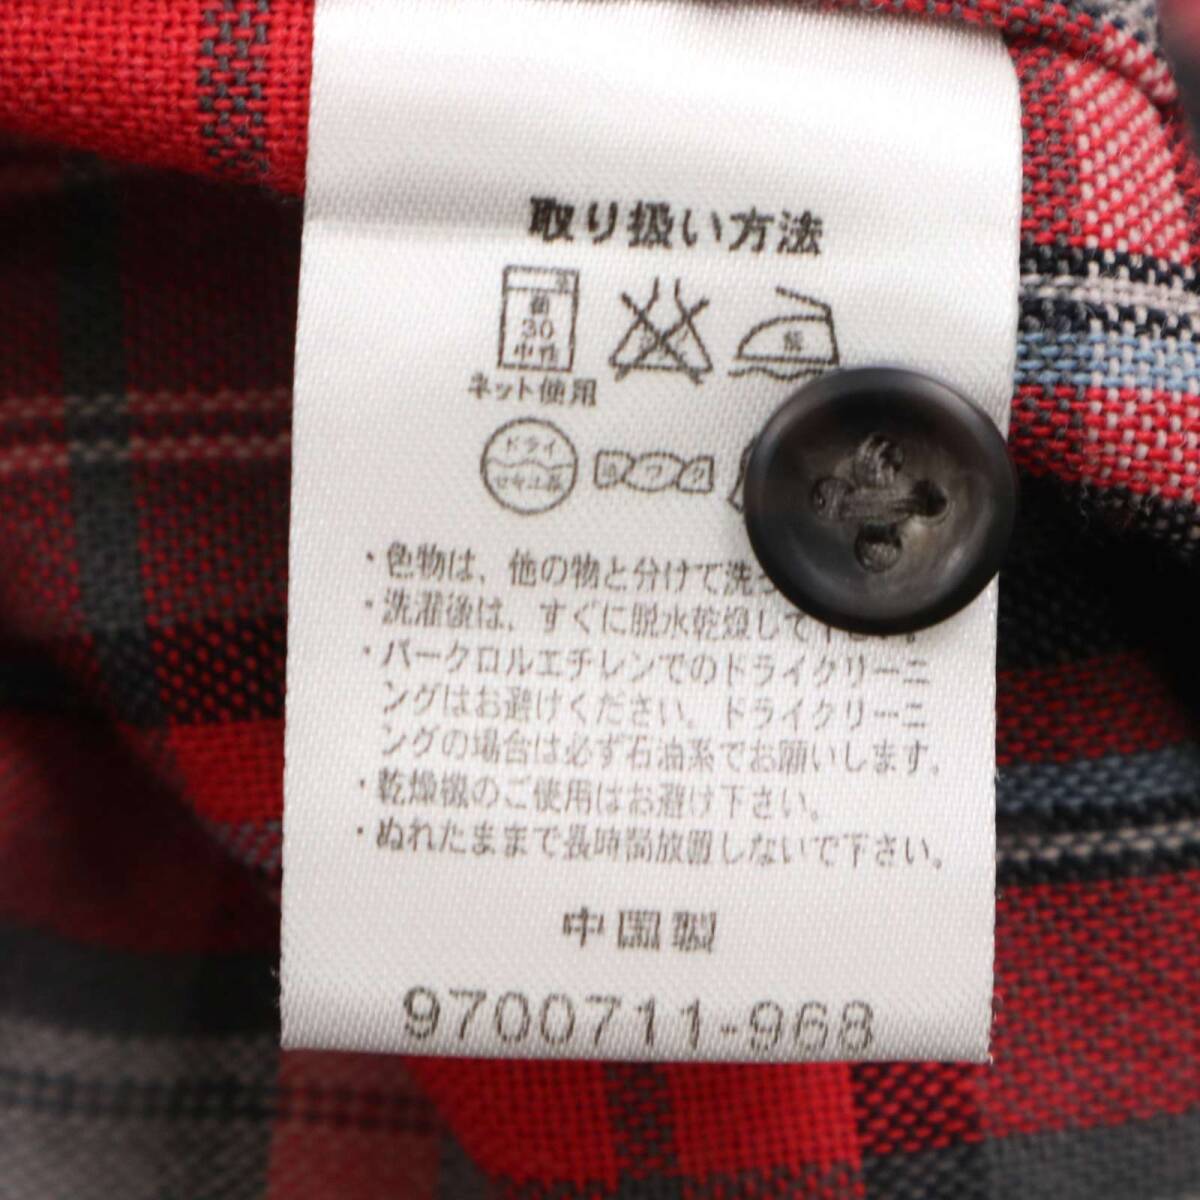 取り扱い方法
30
中性
ネット使用
ドライ
セキユ系
・色物は、他の物と分けて洗っ
・洗濯後は、すぐに脱水乾燥して下さい。
・パークロルエチレンでのドライクリーニ
ングはお避けください。ドライクリーニ
ングの場合は必ず石油系でお願いします。
・乾燥機のご使用はお避け下さい。
・ぬれたままで長時間放置しないで下さい。
中国製
9700711-968